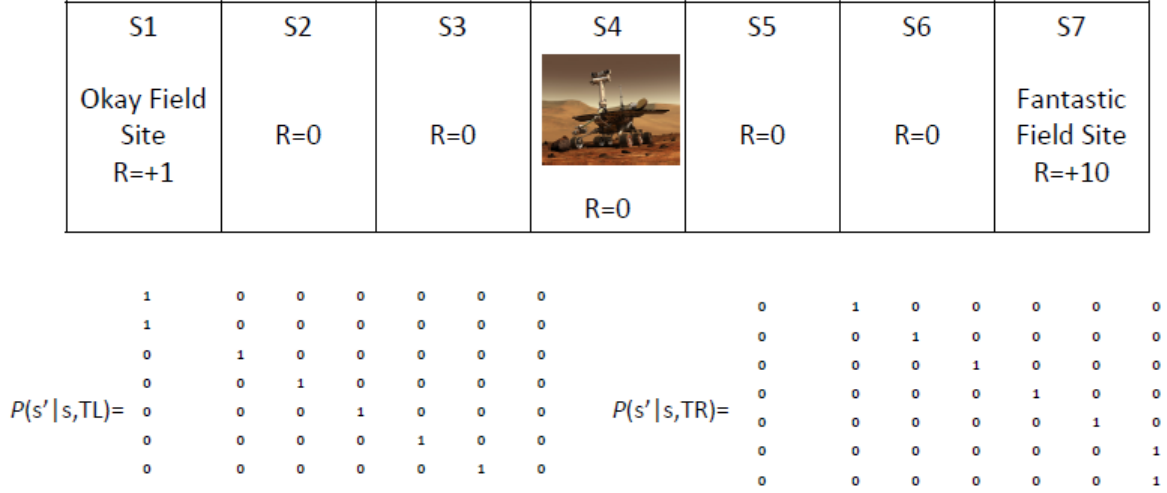 S1 S2 S3 S4 S5 S6 S7
Okay Field Site R=+1
R=0
R=0
R=0
R=0
R=0
Fantastic Field Site R=+10
P(s'|s,TL)=
1 0 0 0 0 0 0
1 0 0 0 0 0 0
0 1 0 0 0 0 0
0 0 1 0 0 0 0
0 0 0 1 0 0 0
0 0 0 0 1 0 0
0 0 0 0 0 1 0
P(s'|s,TR)=
0 1 0 0 0 0 0
0 0 1 0 0 0 0
0 0 0 1 0 0 0
0 0 0 0 1 0 0
0 0 0 0 0 1 0
0 0 0 0 0 0 1
0 0 0 0 0 0 1